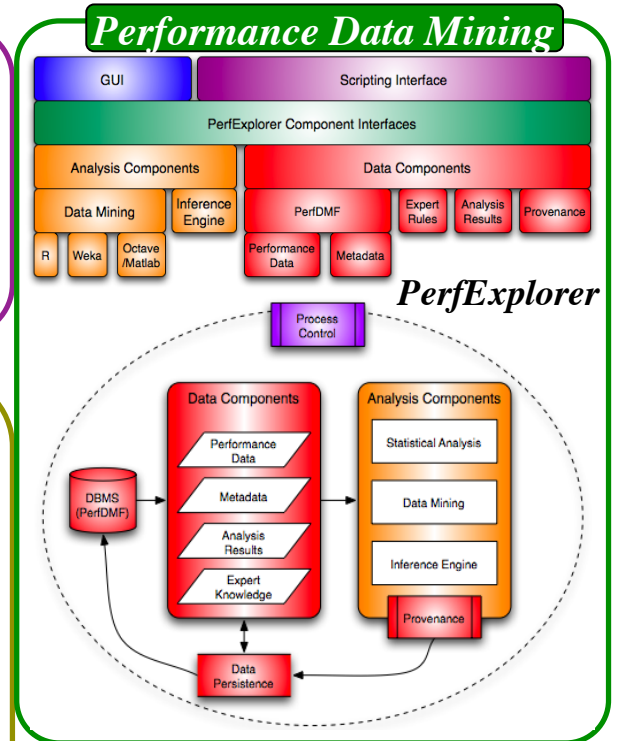 Performance Data Mining
GUI
Scripting Interface
PerfExplorer Component Interfaces
Analysis Components
Data Components
Data Mining
Inference
Engine
PerfDMF
Expert
Rules
Analysis
Results
Provenance
R
Weka
Octave
/Matlab
Performance
Data
Metadata
PerfExplorer
Process
Control
Data Components
Analysis Components
Performance
Data
Statistical Analysis
DBMS
(PerfDMF)
Metadata
Data Mining
Analysis
Results
Inference Engine
Expert
Knowledge
Provenance
Data
Persistence